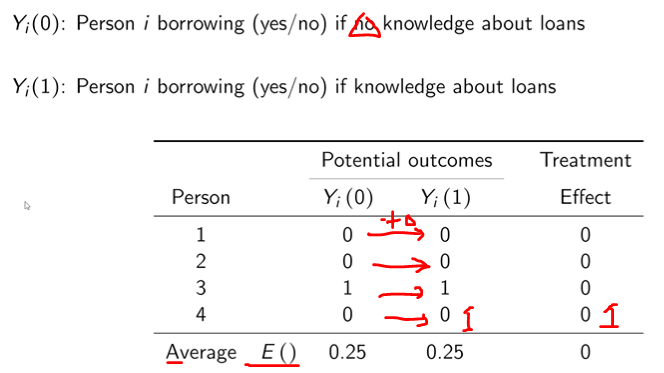 Yi(0): Person i borrowing (yes/no) if no knowledge about loans
Yi(1): Person i borrowing (yes/no) if knowledge about loans
Potential outcomes Treatment
Person Yi(0) Yi(1) Effect
+0
1 0 0 0
2 0 0 0
3 1 1 0
4 0 0 1 0 1
Average E() 0.25 0.25 0